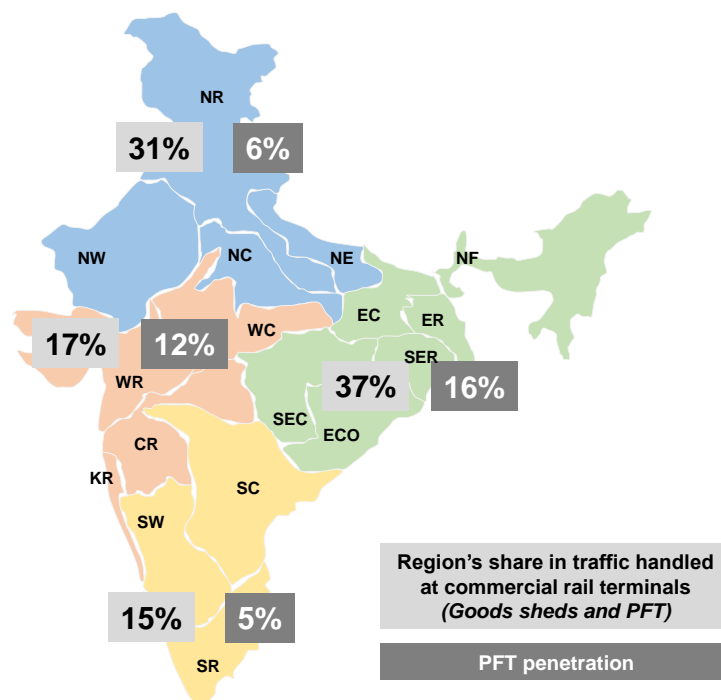 NR
31%
6%
NW
NC
NE
NF
EC
ER
WC
17%
12%
SER
WR
37%
16%
SEC
ECO
CR
KR
SC
SW
Region's share in traffic handled
at commercial rail terminals
(Goods sheds and PFT)
15%
5%
SR
PFT penetration